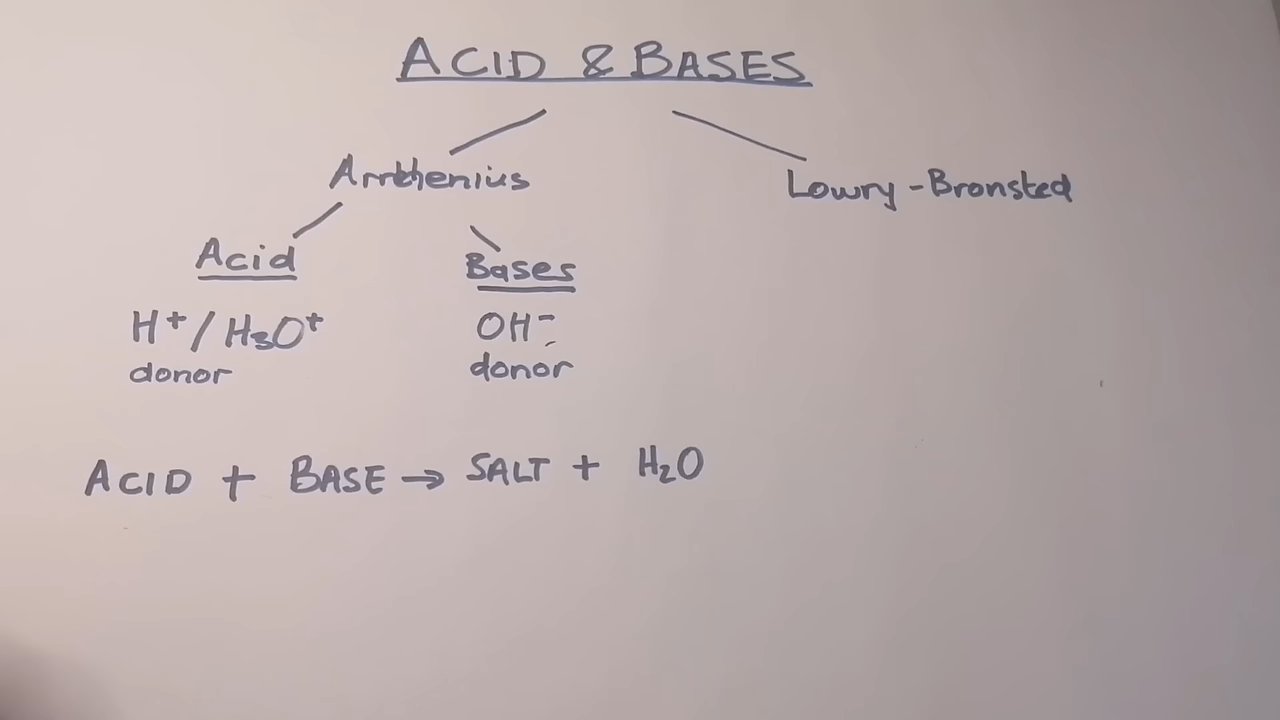 ACID & BASES
Arrhenius
Lowry-Bronsted
Acid
Bases
H⁺/H₃O⁺
OH⁻
donor
donor
ACID + BASE → SALT + H₂O